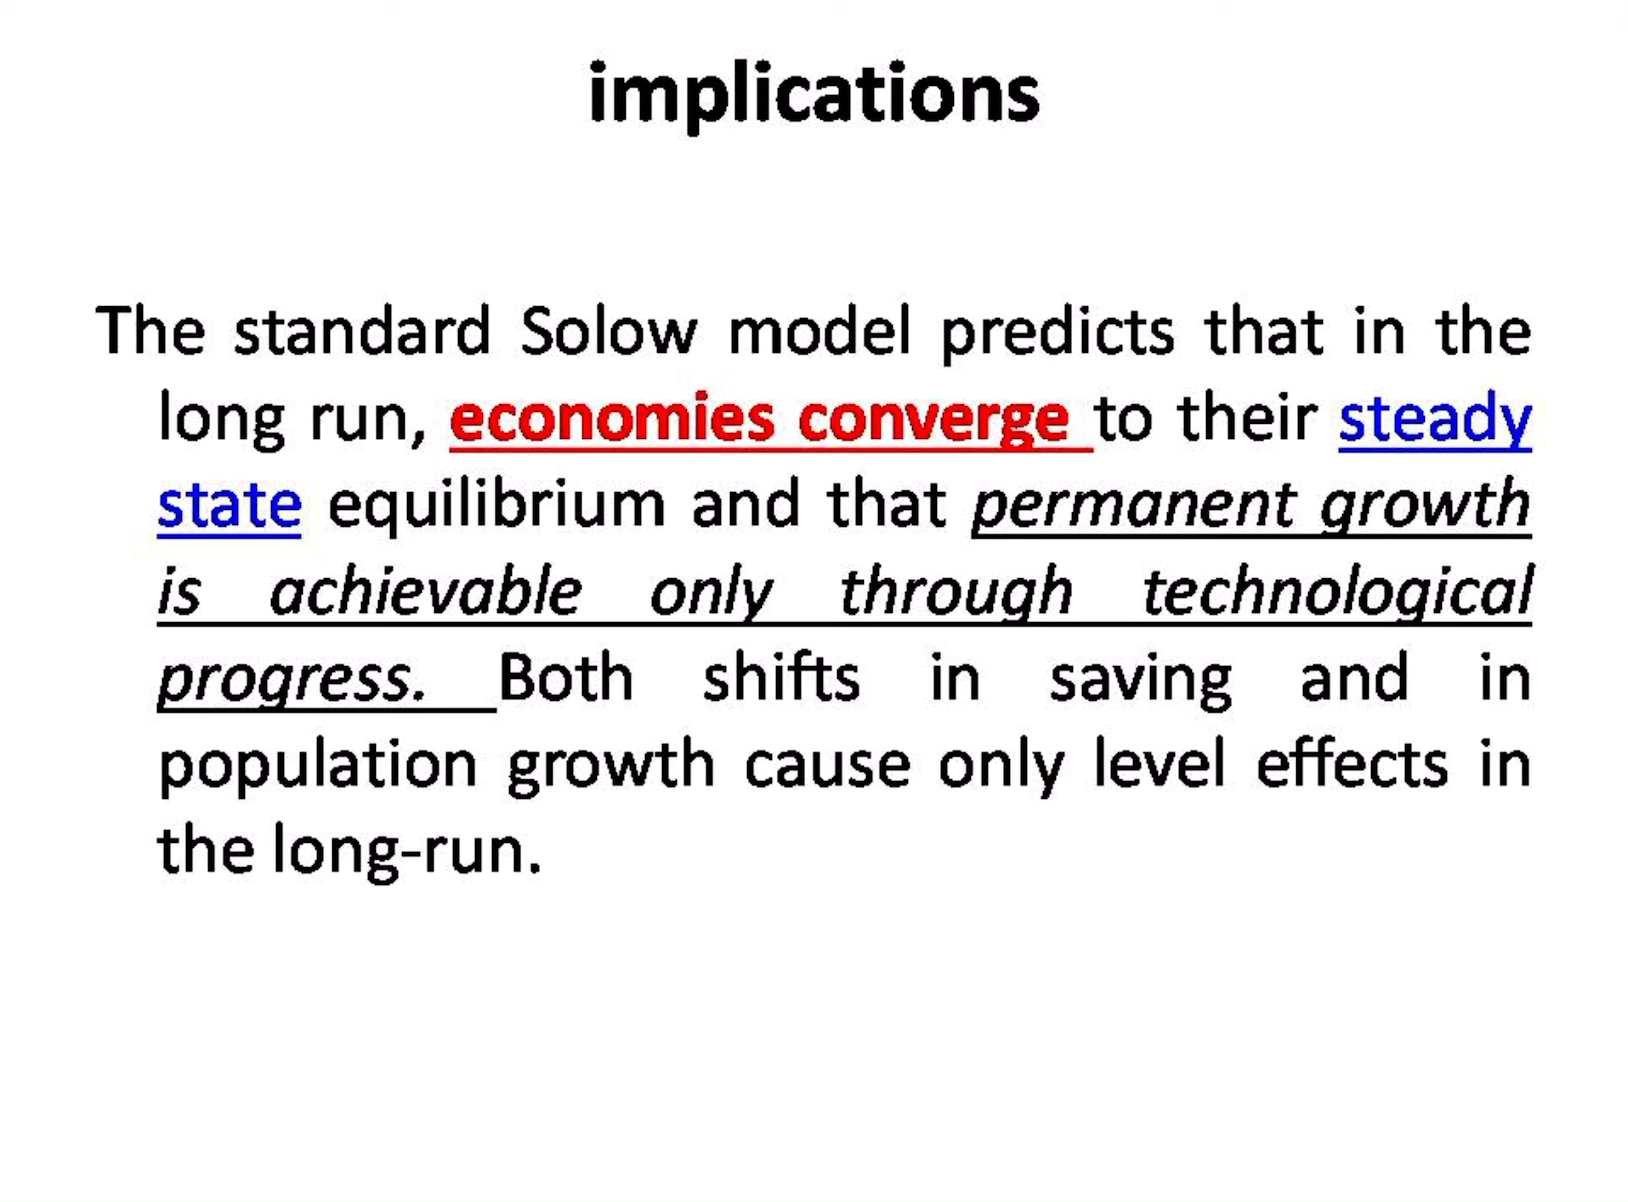 implications
The standard Solow model predicts that in the
long run, economies converge to their steady
state equilibrium and that permanent growth
is achievable only through technological
progress. Both shifts in saving and in
population growth cause only level effects in
the long-run.